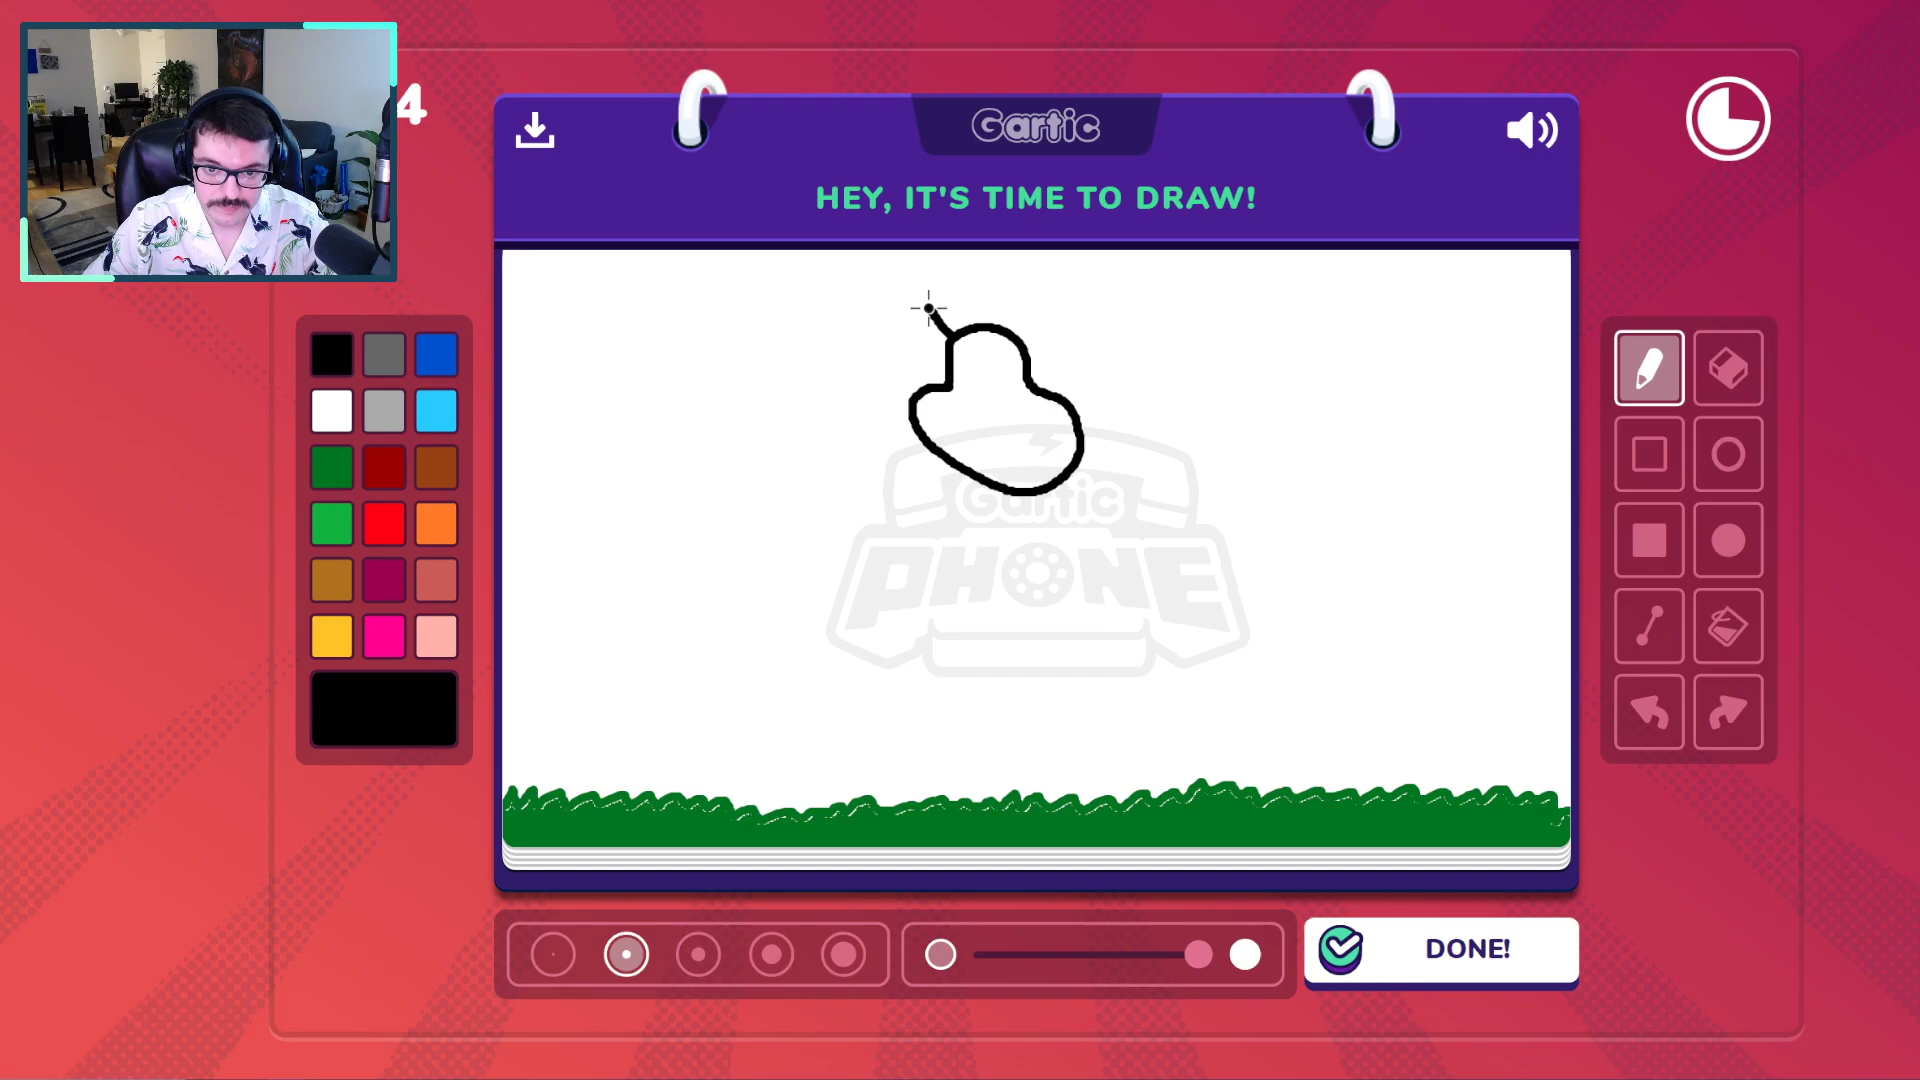 4
Gartic
HEY, IT'S TIME TO DRAW!
Gartic
PHONE
DONE!